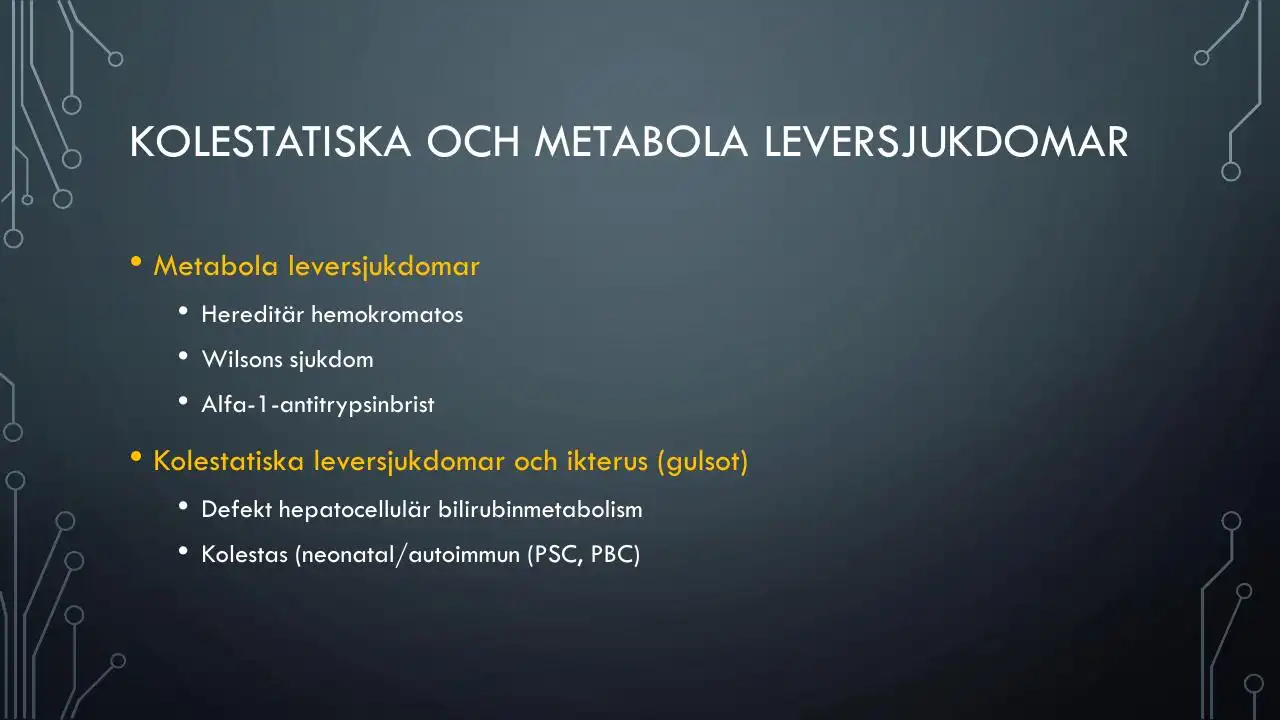 KOLESTATISKA OCH METABOLA LEVERSJUKDOMAR
• Metabola leversjukdomar
• Hereditär hemokromatos
• Wilsons sjukdom
• Alfa-1-antitrypsinbrist
• Kolestatiska leversjukdomar och ikterus (gulsot)
• Defekt hepatocellulär bilirubinmetabolism
• Kolestas (neonatal/autoimmun (PSC, PBC)